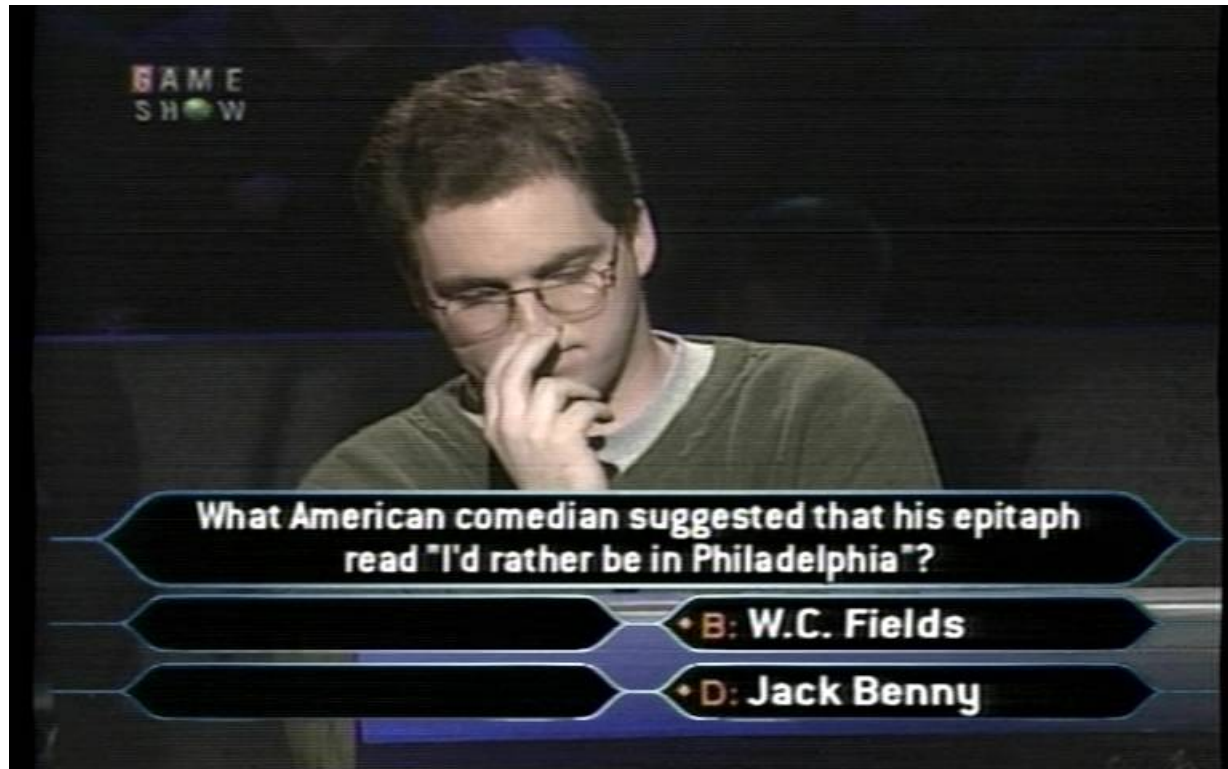 GAME
SHOW
What American comedian suggested that his epitaph
read "I'd rather be in Philadelphia"?
B: W.C. Fields
D: Jack Benny